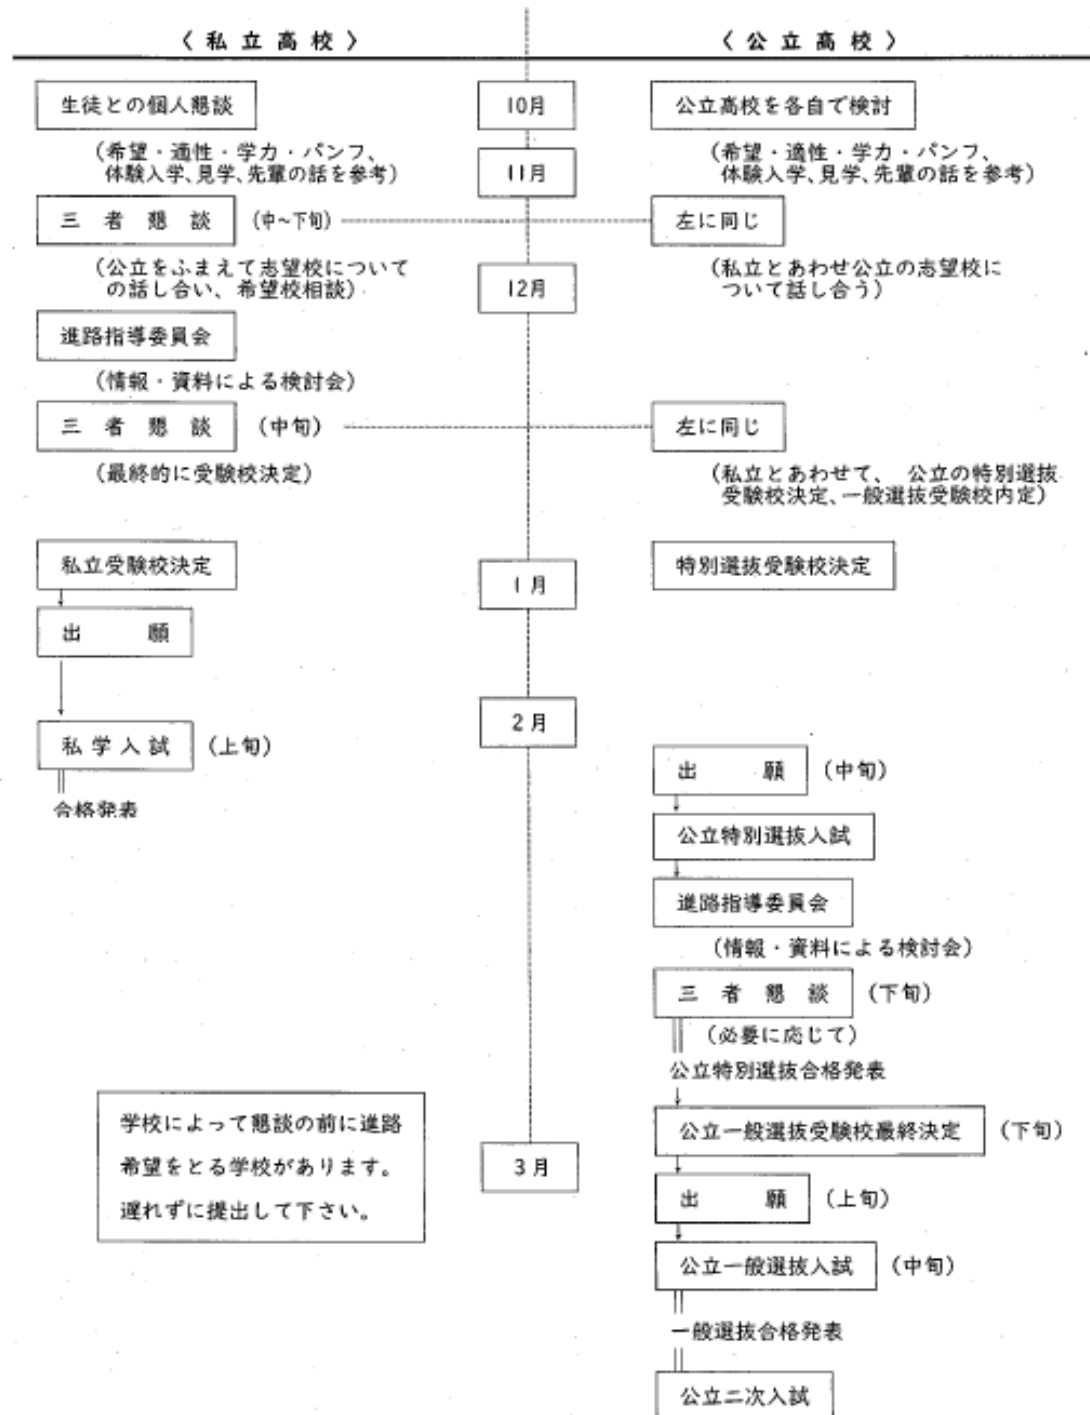 〈私立高校〉
〈公立高校〉
生徒との個人懇談
10月
公立高校を各自で検討
(希望・適性・学力・パンフ、
体験入学、見学、先輩の話を参考)
11月
(希望・適性・学力・パンフ、
体験入学、見学、先輩の話を参考)
三者懇談 (中~下旬)
左に同じ
(公立をふまえて志望校について
の話し合い、希望校相談)
12月
(私立とあわせ公立の志望校に
ついて話し合う)
進路指導委員会
(情報・資料による検討会)
三者懇談 (中旬)
左に同じ
(最終的に受験校決定)
(私立とあわせて、 公立の特別選抜
受験校決定、一般選抜受験校内定)
私立受験校決定
1月
特別選抜受験校決定
出願
2月
私学入試 (上旬)
合格発表
出願 (中旬)
公立特別選抜入試
進路指導委員会
(情報・資料による検討会)
三者懇談 (下旬)
(必要に応じて)
公立特別選抜合格発表
学校によって懇談の前に進路
希望をとる学校があります。
遅れずに提出して下さい。
3月
公立一般選抜受験校最終決定 (下旬)
出願 (上旬)
公立一般選抜入試 (中旬)
一般選抜合格発表
公立二次入試